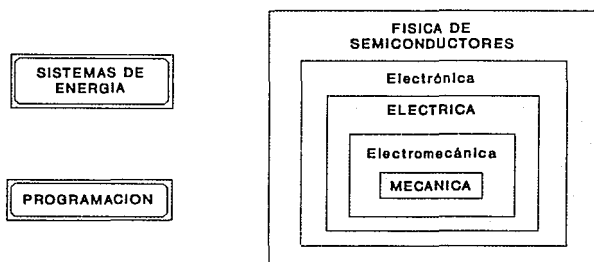 SISTEMAS DE
ENERGIA
PROGRAMACION
FISICA DE
SEMICONDUCTORES
Electrónica
ELECTRICA
Electromecánica
MECANICA